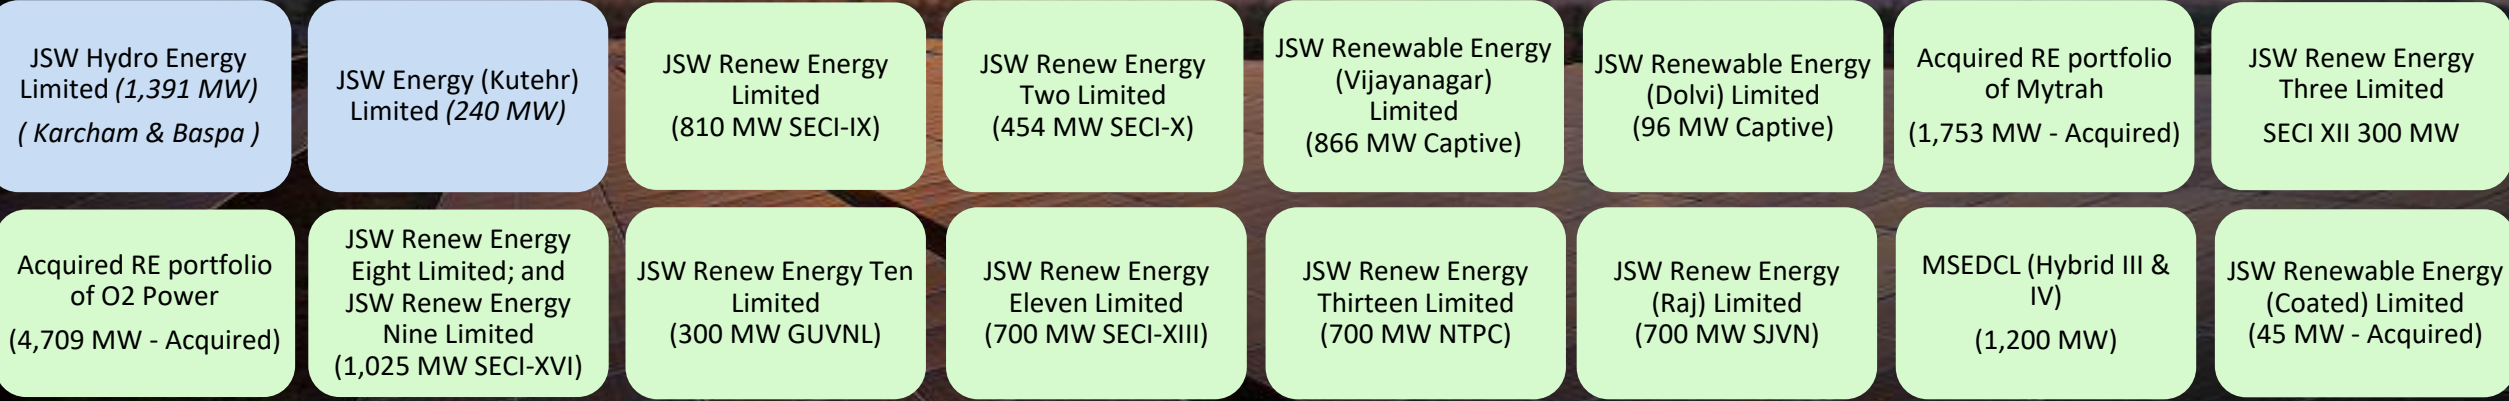 JSW Hydro Energy
Limited (1,391 MW)
( Karcham & Baspa )
JSW Energy (Kutehr)
Limited (240 MW)
JSW Renew Energy
Limited
(810 MW SECI-IX)
JSW Renew Energy
Two Limited
(454 MW SECI-X)
JSW Renewable Energy
(Vijayanagar)
Limited
(866 MW Captive)
JSW Renewable Energy
(Dolvi) Limited
(96 MW Captive)
Acquired RE portfolio
of Mytrah
(1,753 MW - Acquired)
JSW Renew Energy
Three Limited
SECI XII 300 MW
Acquired RE portfolio
of O2 Power
(4,709 MW - Acquired)
JSW Renew Energy
Eight Limited; and
JSW Renew Energy
Nine Limited
(1,025 MW SECI-XVI)
JSW Renew Energy Ten
Limited
(300 MW GUVNL)
JSW Renew Energy
Eleven Limited
(700 MW SECI-XIII)
JSW Renew Energy
Thirteen Limited
(700 MW NTPC)
JSW Renew Energy
(Raj) Limited
(700 MW SJVN)
MSEDCL (Hybrid III &
IV)
(1,200 MW)
JSW Renewable Energy
(Coated) Limited
(45 MW - Acquired)